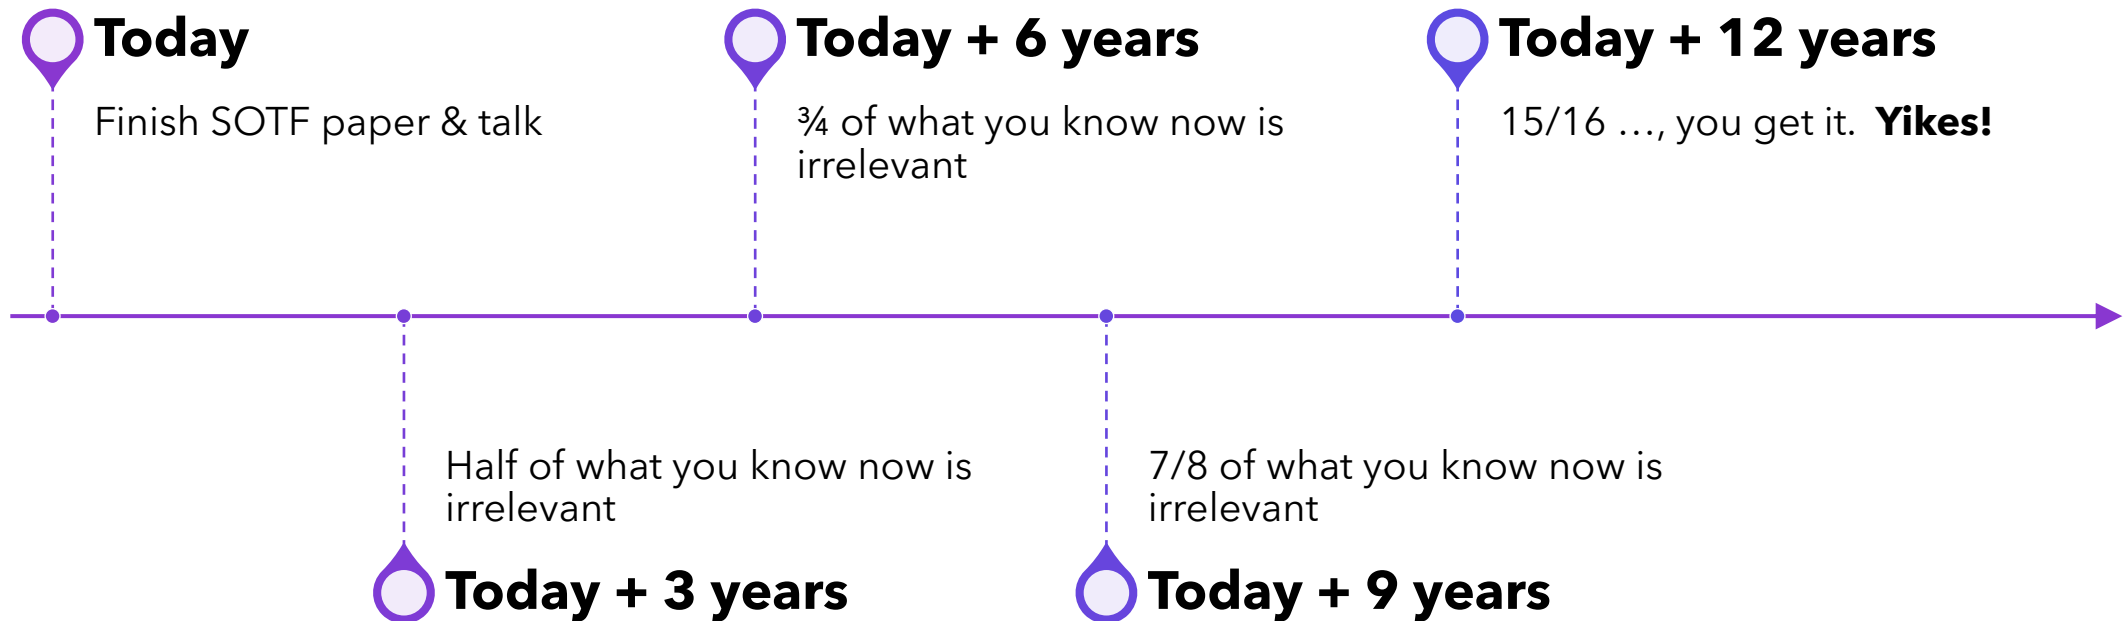 Today
Finish SOTF paper & talk
Half of what you know now is
irrelevant
Today + 3 years
Today + 6 years
¾ of what you know now is
irrelevant
7/8 of what you know now is
irrelevant
Today + 9 years
Today + 12 years
15/16 …, you get it. Yikes!